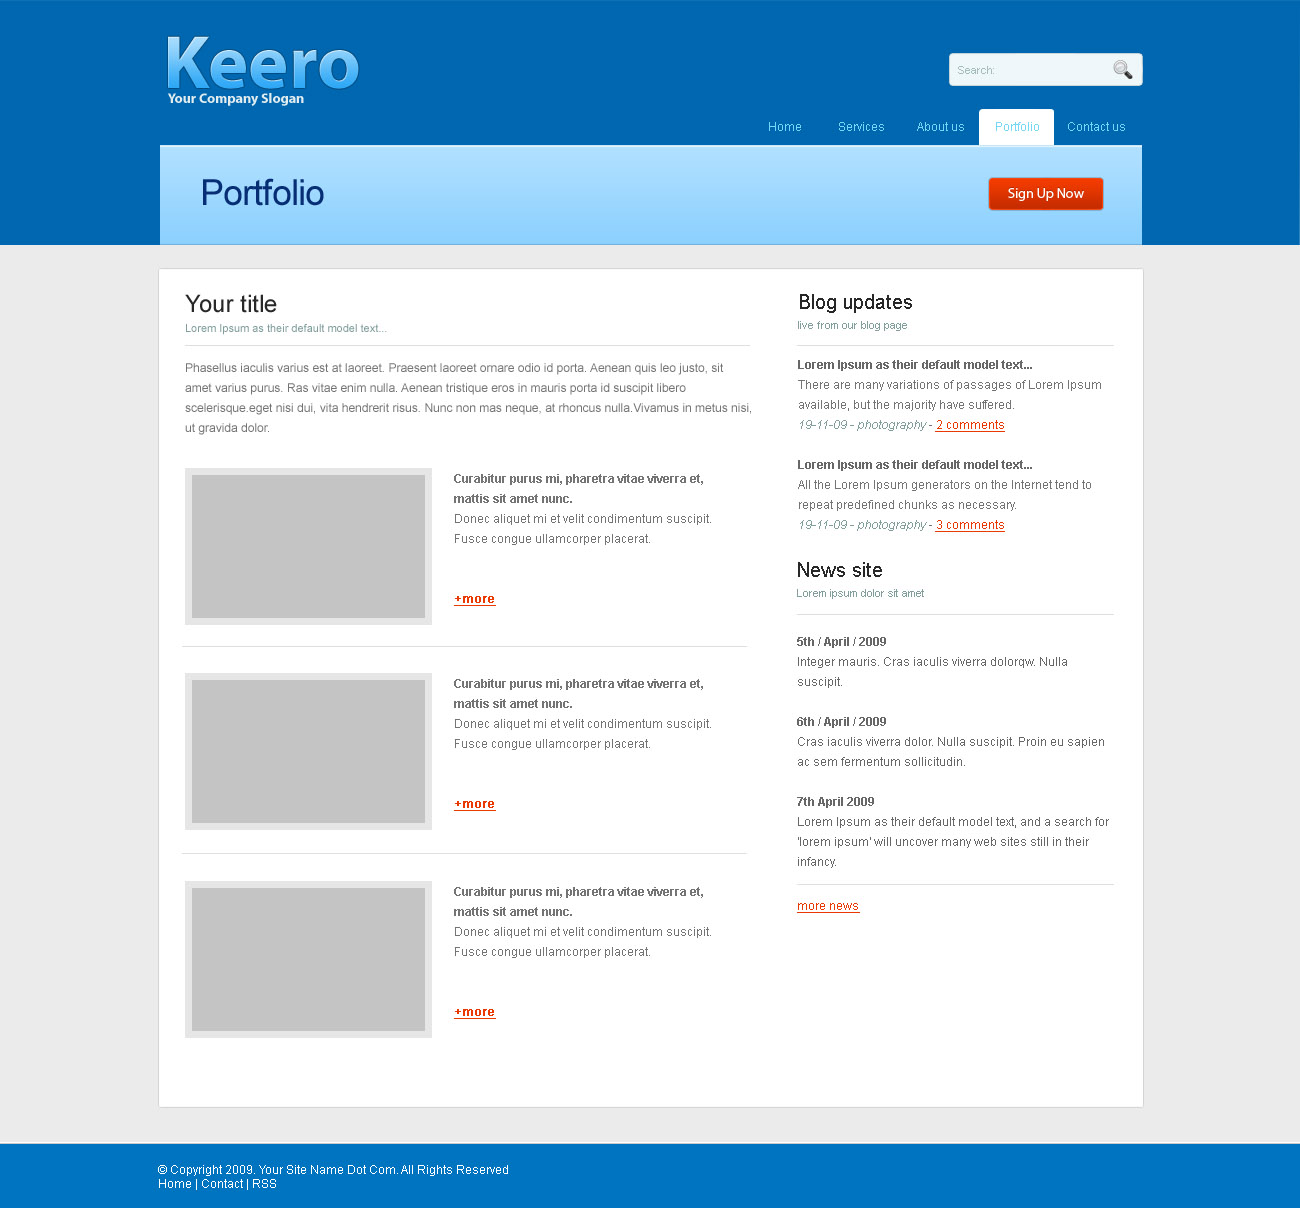 Keero
Your Company Slogan
Search:
Home Services About us Portfolio Contact us
Portfolio
Sign Up Now
Your title
Lorem Ipsum as their default model text...
Phasellus iaculis varius est at laoreet. Praesent laoreet ornare odio id porta. Aenean quis leo justo, sit
amet varius purus. Ras vitae enim nulla. Aenean tristique eros in mauris porta id suscipit libero
scelerisque.eget nisi dui, vita hendrerit risus. Nunc non mas neque, at rhoncus nulla.Vivamus in metus nisi,
ut gravida dolor.
Curabitur purus mi, pharetra vitae viverra et,
mattis sit amet nunc.
Donec aliquet mi et velit condimentum suscipit.
Fusce congue ullamcorper placerat.
+more
Curabitur purus mi, pharetra vitae viverra et,
mattis sit amet nunc.
Donec aliquet mi et velit condimentum suscipit.
Fusce congue ullamcorper placerat.
+more
Curabitur purus mi, pharetra vitae viverra et,
mattis sit amet nunc.
Donec aliquet mi et velit condimentum suscipit.
Fusce congue ullamcorper placerat.
+more
Blog updates
live from our blog page
Lorem Ipsum as their default model text...
There are many variations of passages of Lorem Ipsum
available, but the majority have suffered.
19-11-09 - photography - 2 comments
Lorem Ipsum as their default model text...
All the Lorem Ipsum generators on the Internet tend to
repeat predefined chunks as necessary.
19-11-09 - photography - 3 comments
News site
Lorem ipsum dolor sit amet
5th / April / 2009
Integer mauris. Cras iaculis viverra dolorqw. Nulla
suscipit.
6th / April / 2009
Cras iaculis viverra dolor. Nulla suscipit. Proin eu sapien
ac sem fermentum sollicitudin.
7th April 2009
Lorem Ipsum as their default model text, and a search for
'lorem ipsum' will uncover many web sites still in their
infancy.
more news
© Copyright 2009. Your Site Name Dot Com. All Rights Reserved
Home | Contact | RSS